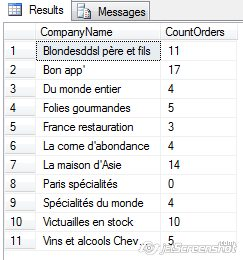 Results Messages
CompanyName CountOrders
1 Blondesddsl père et fils 11
2 Bon app' 17
3 Du monde entier 4
4 Folies gourmandes 5
5 France restauration 3
6 La corne d'abondance 4
7 La maison d'Asie 14
8 Paris spécialités 0
9 Spécialités du monde 4
10 Victuailles en stock 10
11 Vins et alcools Chev... 5
jetScreenshot